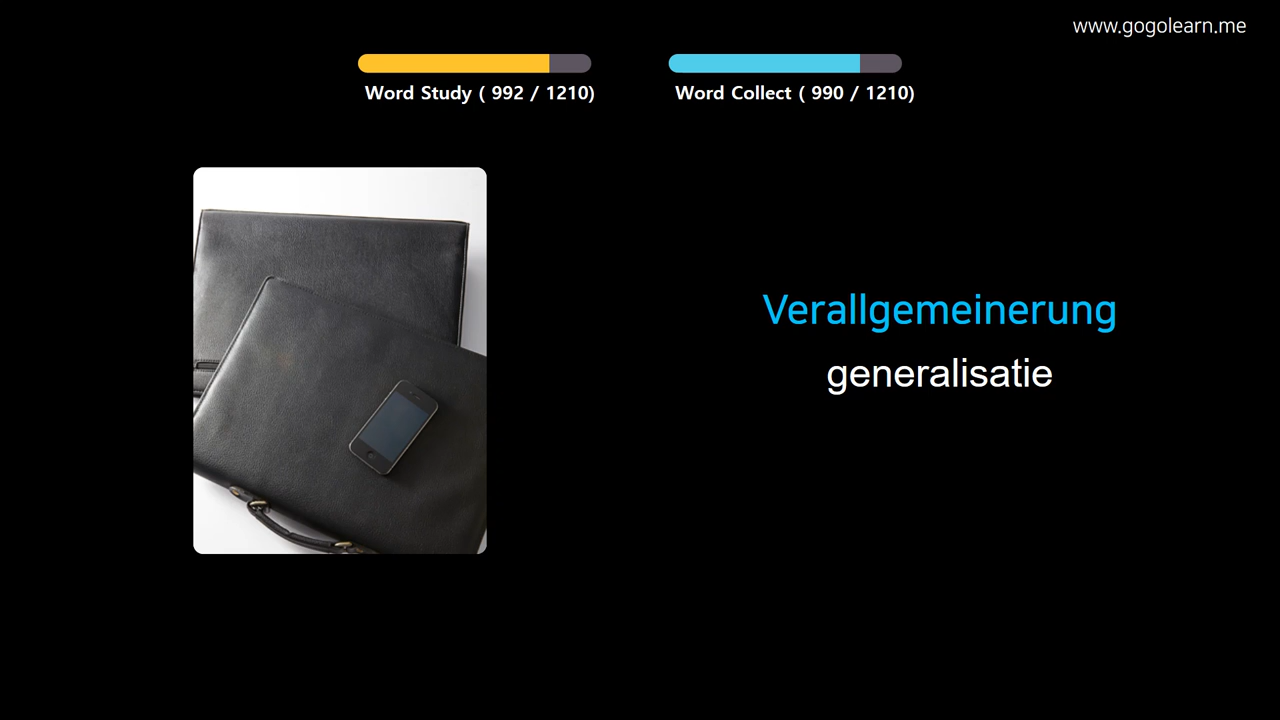 www.gogolearn.me
Word Study ( 992 / 1210)
Word Collect ( 990 / 1210)
Verallgemeinerung
generalisatie